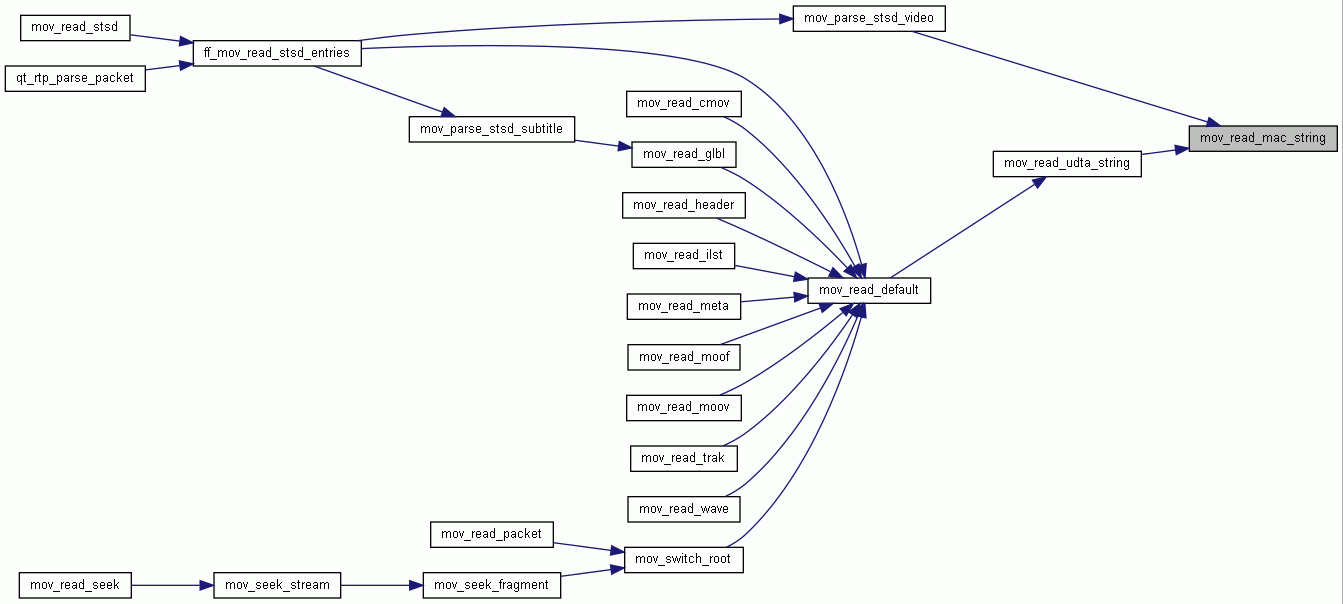 mov_parse_stsd_video
mov_read_stsd
ff_mov_read_stsd_entries
qt_rtp_parse_packet
mov_read_cmov
mov_parse_stsd_subtitle
mov_read_mac_string
mov_read_glbl
mov_read_udta_string
mov_read_header
mov_read_ilst
mov_read_default
mov_read_meta
mov_read_moof
mov_read_moov
mov_read_trak
mov_read_wave
mov_read_packet
mov_switch_root
mov_read_seek
mov_seek_stream
mov_seek_fragment